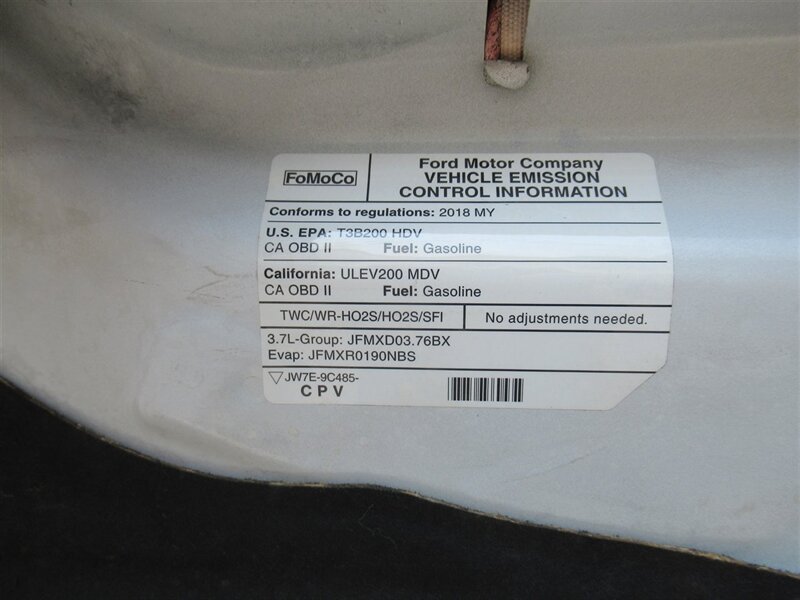 FoMoCo
Ford Motor Company
VEHICLE EMISSION
CONTROL INFORMATION
Conforms to regulations: 2018 MY
U.S. EPA: T3B200 HDV
CA OBD II Fuel: Gasoline
California: ULEV200 MDV
CA OBD II Fuel: Gasoline
TWC/WR-HO2S/HO2S/SFI No adjustments needed.
3.7L-Group: JFMXD03.76BX
Evap: JFMXR0190NBS
JW7E-9C485-
C P V